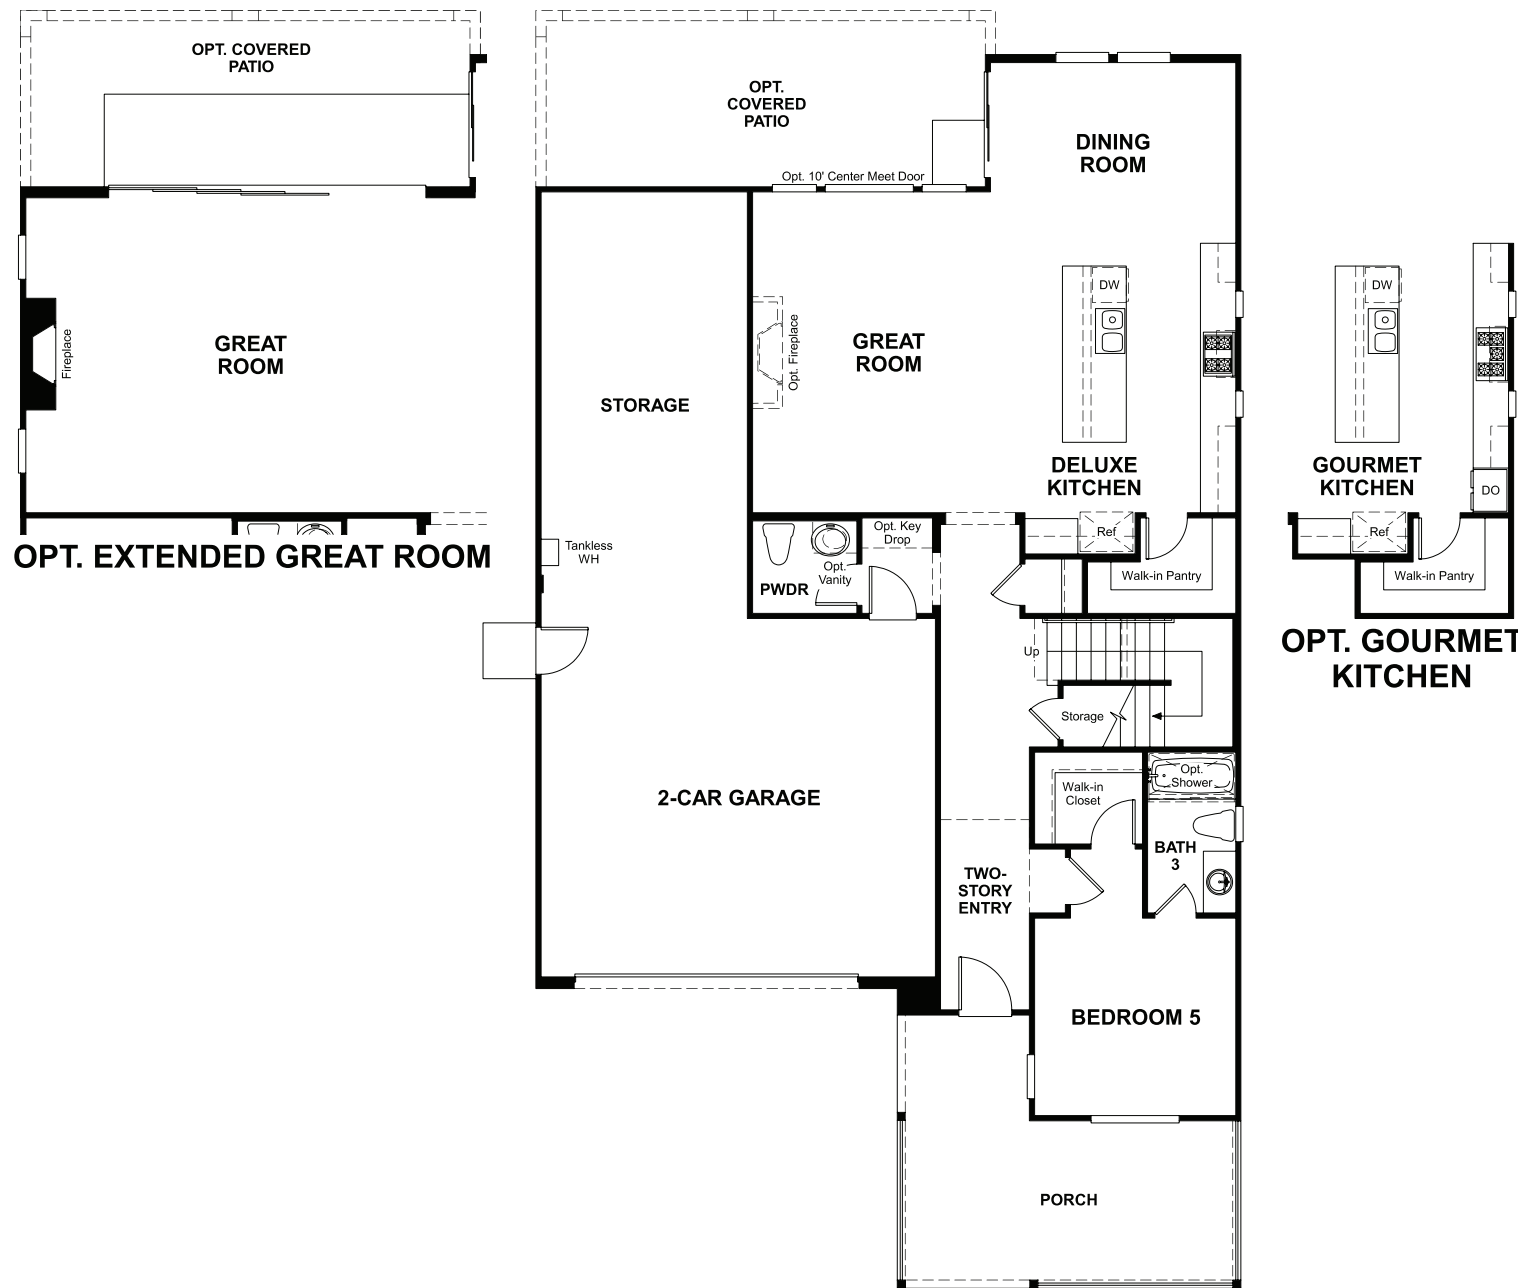 OPT. COVERED
PATIO
Fireplace
GREAT
ROOM
OPT. EXTENDED GREAT ROOM
OPT.
COVERED
PATIO
Opt. 10' Center Meet Door
DINING
ROOM
DW
Opt. Fireplace
GREAT
ROOM
STORAGE
DELUXE
KITCHEN
Tankless
WH
PWDR
Opt.
Vanity
Opt. Key
Drop
Ref
Walk-in Pantry
Up
Storage
2-CAR GARAGE
Walk-in
Closet
Opt.
Shower
BATH
3
TWO-
STORY
ENTRY
BEDROOM 5
PORCH
DW
GOURMET
KITCHEN
DO
Ref
Walk-in Pantry
OPT. GOURMET
KITCHEN